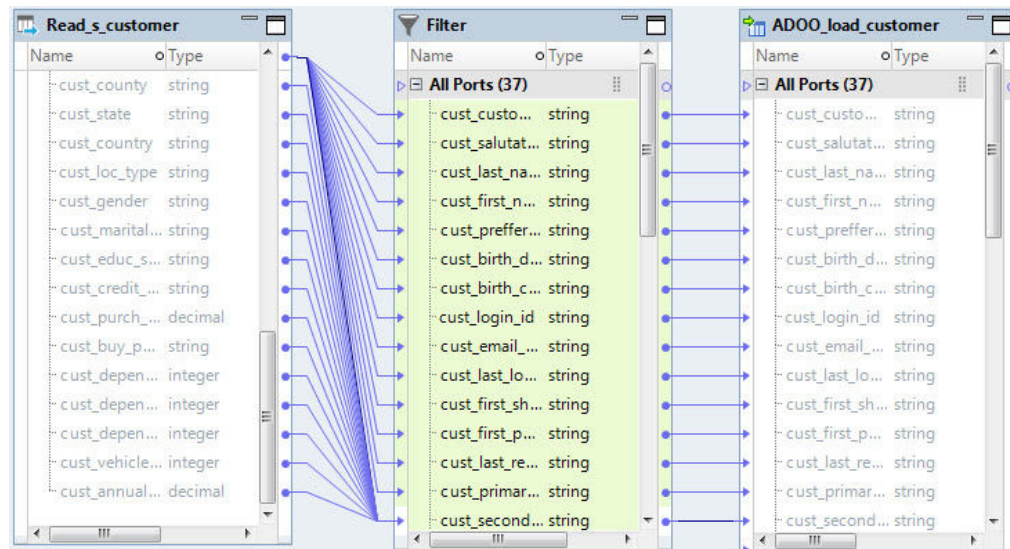 Read_s_customer
Name Type
cust_county string
cust_state string
cust_country string
cust_loc_type string
cust_gender string
cust_marital... string
cust_educ_s... string
cust_credit_... string
cust_purch_... decimal
cust_buy_p... string
cust_depen... integer
cust_depen... integer
cust_depen... integer
cust_vehicle... integer
cust_annual... decimal
Filter
Name Type
All Ports (37)
cust_custo... string
cust_salutat... string
cust_last_na... string
cust_first_n... string
cust_preffer... string
cust_birth_d... string
cust_birth_c... string
cust_login_id string
cust_email_... string
cust_last_lo... string
cust_first_sh... string
cust_first_p... string
cust_last_re... string
cust_primar... string
cust_second... string
ADOO_load_customer
Name Type
All Ports (37)
cust_custo... string
cust_salutat... string
cust_last_na... string
cust_first_n... string
cust_preffer... string
cust_birth_d... string
cust_birth_c... string
cust_login_id string
cust_email_... string
cust_last_lo... string
cust_first_sh... string
cust_first_p... string
cust_last_re... string
cust_primar... string
cust_second... string